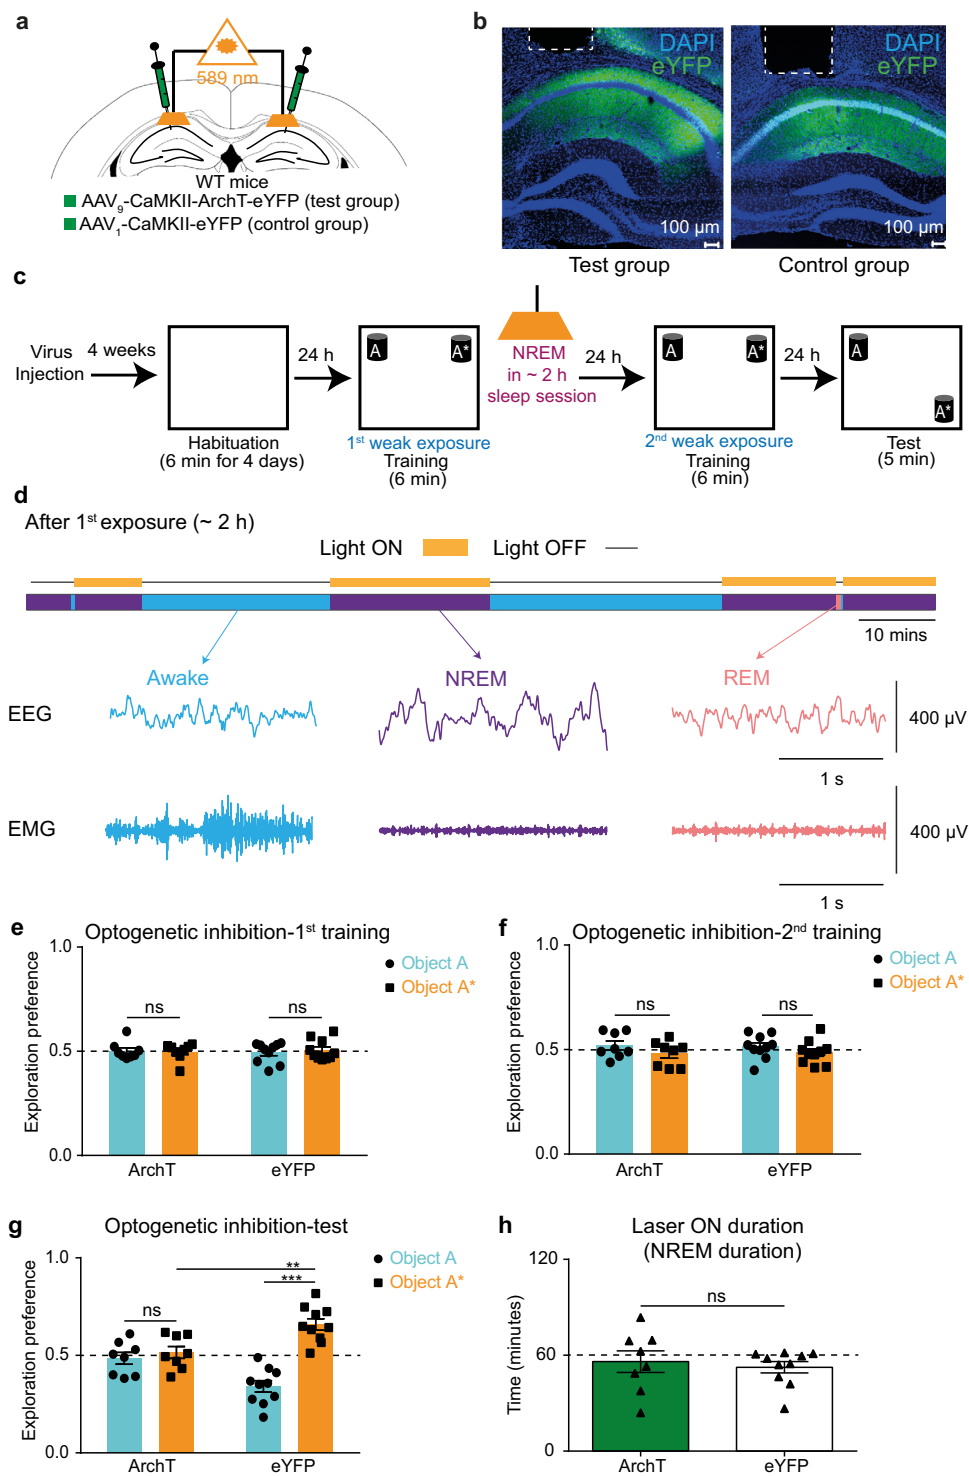 a
589 nm
WT mice
AAV9-CaMKII-ArchT-eYFP (test group)
AAV1-CaMKII-eYFP (control group)
b
DAPI
eYFP
100 µm
Test group
DAPI
eYFP
100 µm
Control group
c
Virus
Injection
4 weeks
Habituation
(6 min for 4 days)
24 h
A
A*
1st weak exposure
Training
(6 min)
NREM
in ~ 2 h
sleep session
24 h
A
A*
2nd weak exposure
Training
(6 min)
24 h
A
A*
Test
(5 min)
d
After 1st exposure (~ 2 h)
Light ON
Light OFF
10 mins
Awake
NREM
REM
EEG
400 µV
1 s
EMG
400 µV
1 s
e
Optogenetic inhibition-1st training
Exploration preference
1.0
0.5
0.0
ns
ns
Object A
Object A*
ArchT
eYFP
f
Optogenetic inhibition-2nd training
Exploration preference
1.0
0.5
0.0
ns
ns
Object A
Object A*
ArchT
eYFP
g
Optogenetic inhibition-test
Exploration preference
1.0
0.5
0.0
ns
**
***
Object A
Object A*
ArchT
eYFP
h
Laser ON duration
(NREM duration)
Time (minutes)
120
60
0
ns
ArchT
eYFP